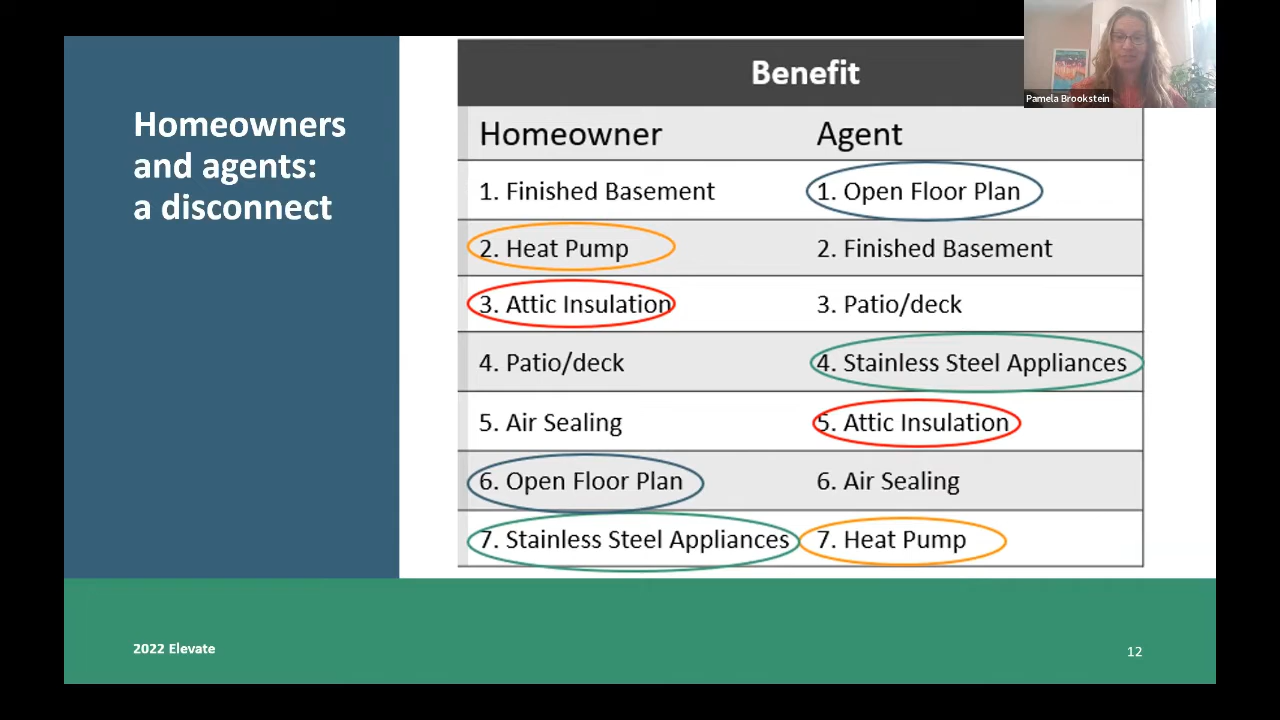 Pamela Brookstein
Homeowners
and agents:
a disconnect
Benefit
Homeowner Agent
1. Finished Basement 1. Open Floor Plan
2. Heat Pump 2. Finished Basement
3. Attic Insulation 3. Patio/deck
4. Patio/deck 4. Stainless Steel Appliances
5. Air Sealing 5. Attic Insulation
6. Open Floor Plan 6. Air Sealing
7. Stainless Steel Appliances 7. Heat Pump
2022 Elevate
12